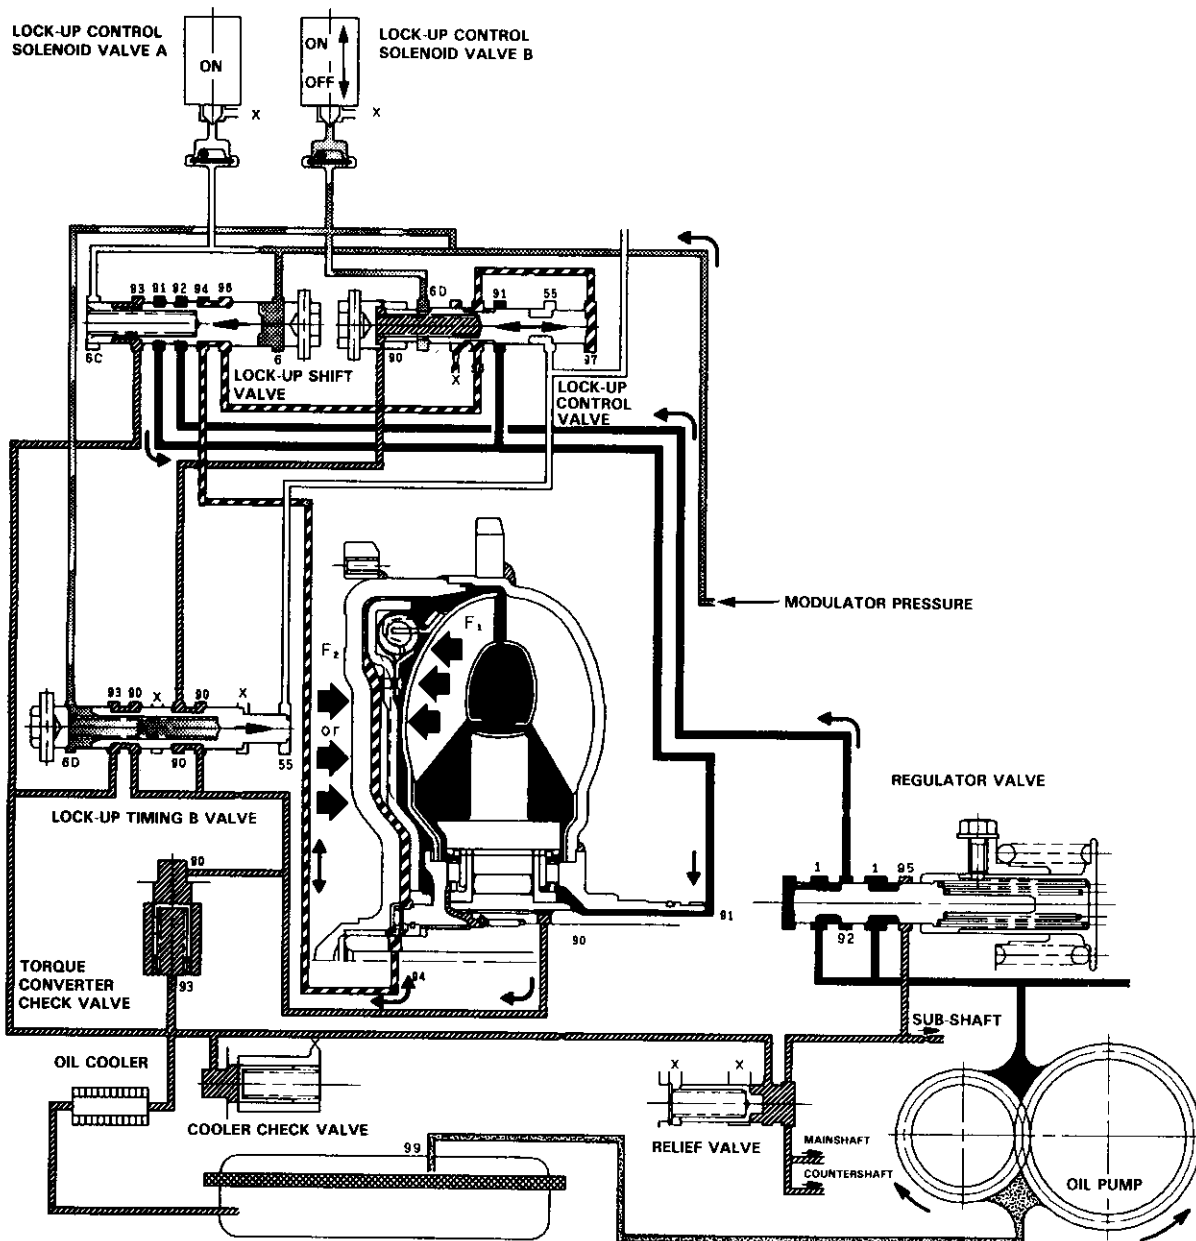 LOCK-UP CONTROL
SOLENOID VALVE A
ON
X
ON
OFF
LOCK-UP CONTROL
SOLENOID VALVE B
X
93 91 92 94 96
6D
91
55
6C
6
90
X
97
LOCK-UP SHIFT
VALVE
LOCK-UP
CONTROL
VALVE
MODULATOR PRESSURE
F₁
F₂
or
93 90 X 90 X
6D
90
55
LOCK-UP TIMING B VALVE
REGULATOR VALVE
1
1
95
92
90
91
90
94
TORQUE
CONVERTER
CHECK VALVE
93
SUB-SHAFT
OIL COOLER
X
COOLER CHECK VALVE
X
X
RELIEF VALVE
MAINSHAFT
COUNTERSHAFT
OIL PUMP
99